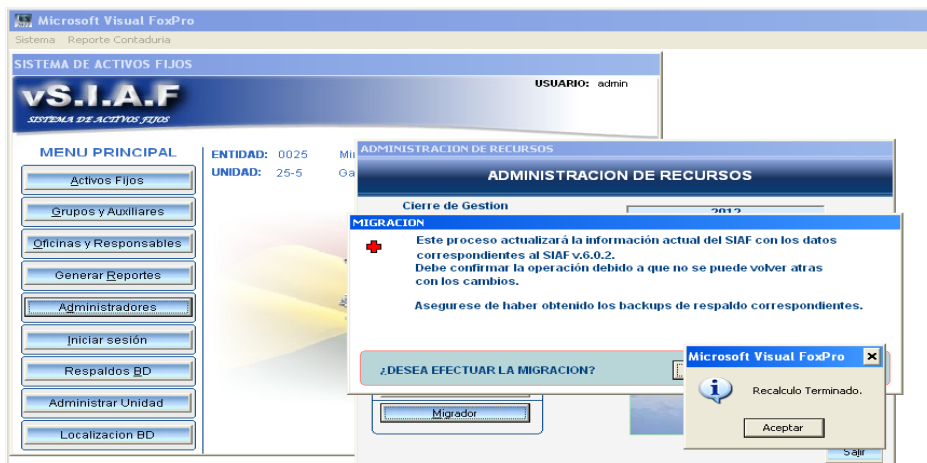 Microsoft Visual FoxPro
Sistema Reporte Contaduria
SISTEMA DE ACTIVOS FIJOS
USUARIO: admin
vS.I.A.F
SISTEMA DE ACTIVOS FIJOS
MENU PRINCIPAL
Activos Fijos
Grupos y Auxiliares
Oficinas y Responsables
Generar Reportes
Administradores
Iniciar sesión
Respaldos BD
Administrar Unidad
Localizacion BD
ENTIDAD: 0025
UNIDAD: 25-5
ADMINISTRACION DE RECURSOS
ADMINISTRACION DE RECURSOS
Cierre de Gestion
2012
MIGRACION
Este proceso actualizará la información actual del SIAF con los datos
correspondientes al SIAF v.6.0.2.
Debe confirmar la operación debido a que no se puede volver atras
con los cambios.
Asegurese de haber obtenido los backups de respaldo correspondientes.
¿DESEA EFECTUAR LA MIGRACION?
Migrador
Microsoft Visual FoxPro
Recalculo Terminado.
Aceptar
Salir